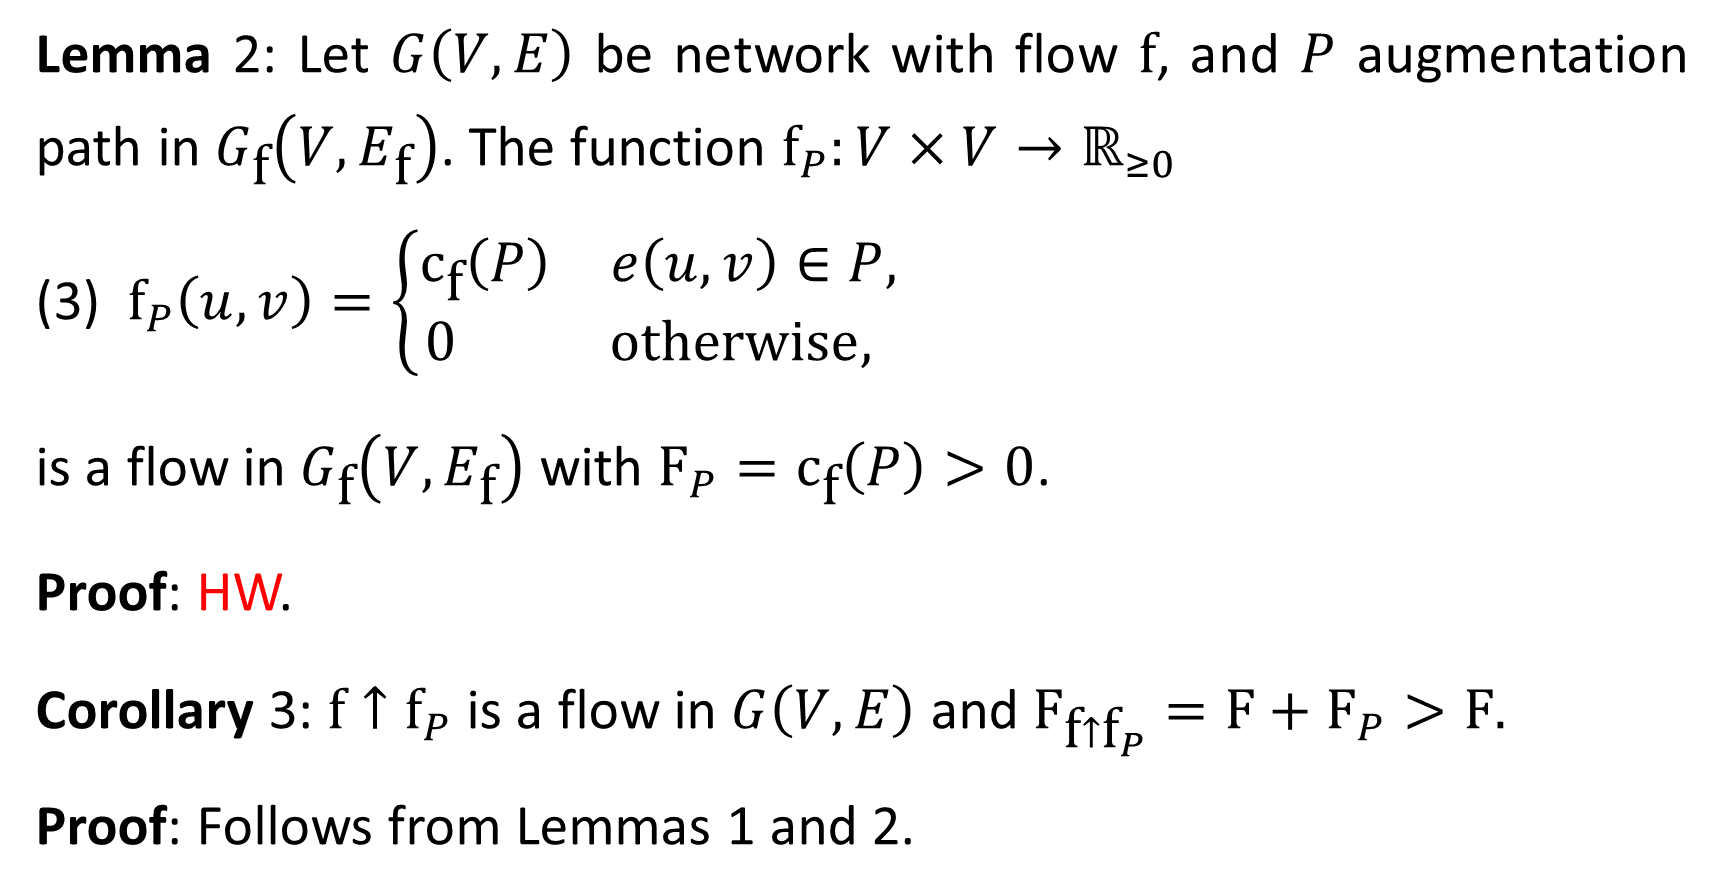 Lemma 2: Let G(V, E) be network with flow f, and P augmentation
path in G_f(V, E_f). The function f_P: V × V → ℝ_≥0
(3) f_P(u, v) = { c_f(P) e(u, v) ∈ P,
0 otherwise,
is a flow in G_f(V, E_f) with F_P = c_f(P) > 0.
Proof: HW.
Corollary 3: f ↑ f_P is a flow in G(V, E) and F_{f↑f_P} = F + F_P > F.
Proof: Follows from Lemmas 1 and 2.